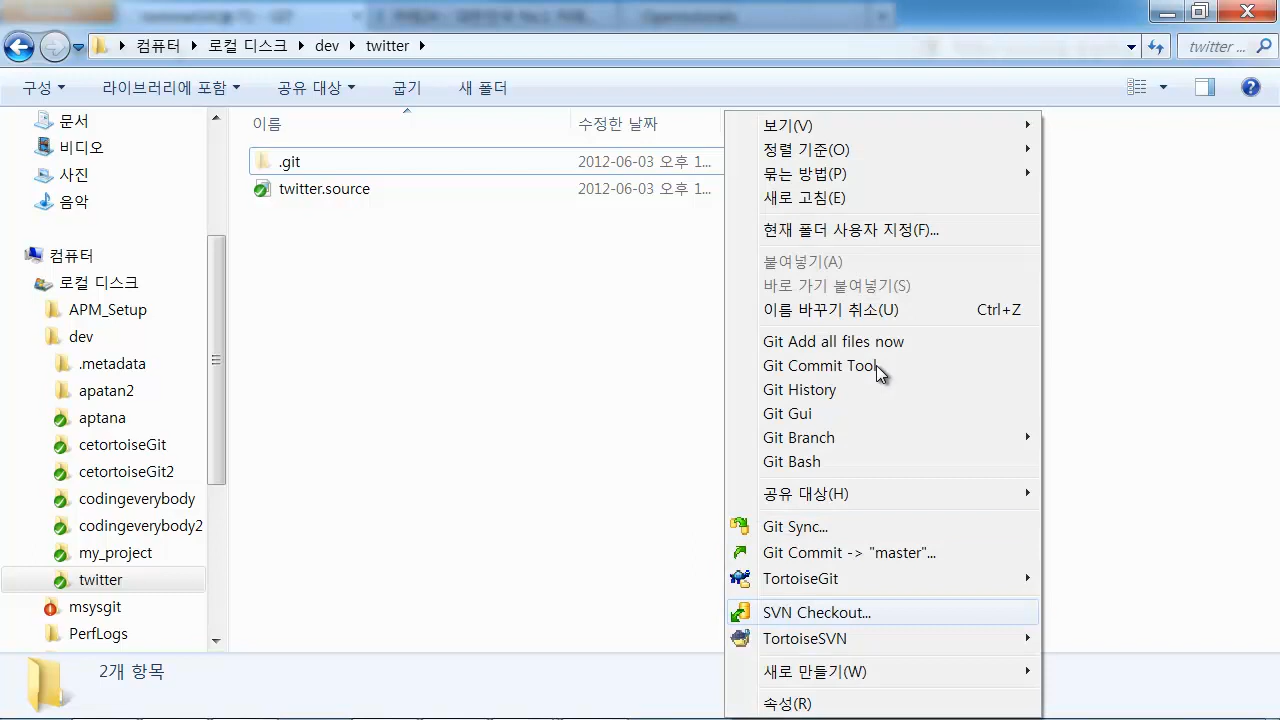 컴퓨터 로컬 디스크 dev twitter
twitter ...
구성 라이브러리에 포함 공유 대상 굽기 새 폴더
문서
비디오
사진
음악
컴퓨터
로컬 디스크
APM_Setup
dev
.metadata
apatan2
aptana
cetortoiseGit
cetortoiseGit2
codingeverybody
codingeverybody2
my_project
twitter
msysgit
PerfLogs
이름 수정한 날짜
.git 2012-06-03 오후 1...
twitter.source 2012-06-03 오후 1...
보기(V)
정렬 기준(O)
묶는 방법(P)
새로 고침(E)
현재 폴더 사용자 지정(F)...
붙여넣기(A)
바로 가기 붙여넣기(S)
이름 바꾸기 취소(U) Ctrl+Z
Git Add all files now
Git Commit Tool
Git History
Git Gui
Git Branch
Git Bash
공유 대상(H)
Git Sync...
Git Commit -> "master"...
TortoiseGit
SVN Checkout...
TortoiseSVN
새로 만들기(W)
속성(R)
2개 항목